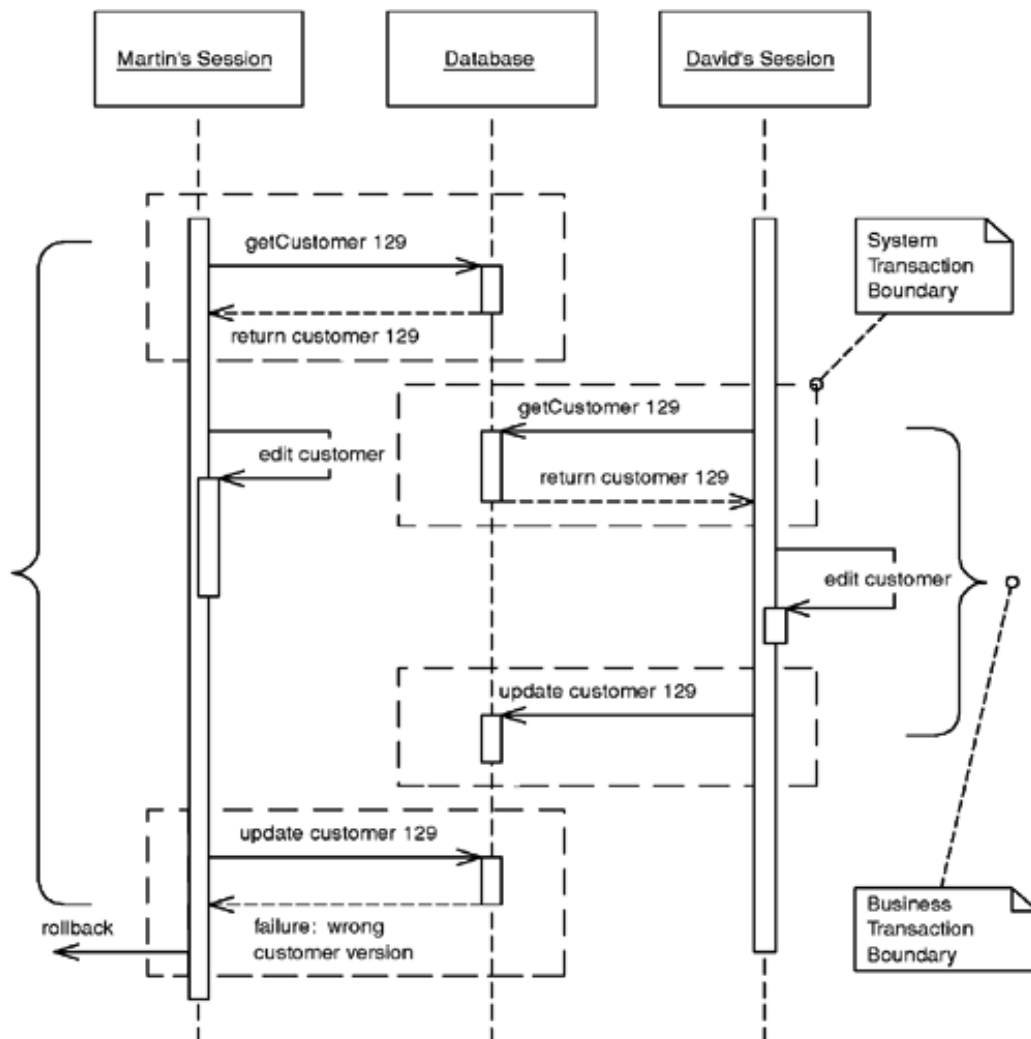 Martin's Session
Database
David's Session
getCustomer 129
System
Transaction
Boundary
return customer 129
getCustomer 129
edit customer
return customer 129
edit customer
update customer 129
update customer 129
rollback
failure: wrong
customer version
Business
Transaction
Boundary